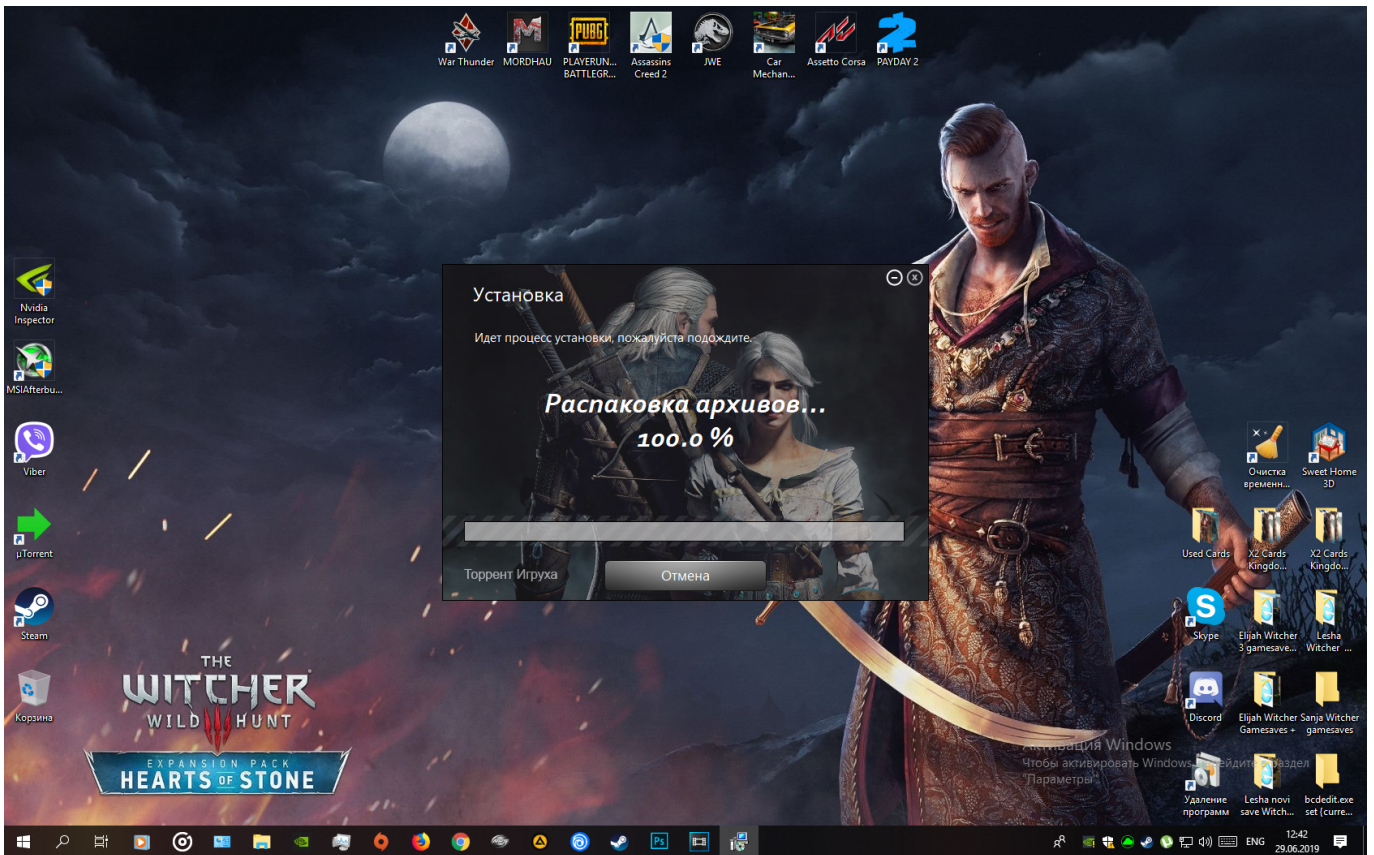 War Thunder
MORDHAU
PLAYERUN...
BATTLEGR...
Assassins
Creed 2
JWE
Car
Mechan...
Assetto Corsa
PAYDAY 2
PUBG
Nvidia
Inspector
MSIAfterbu...
Viber
µTorrent
Steam
Корзина
Установка
Идет процесс установки, пожалуйста подождите.
Распаковка архивов...
100.0 %
Торрент Игруха
Отмена
THE
WITCHER
WILD HUNT
EXPANSION PACK
HEARTS OF STONE
Очистка
временн...
Sweet Home
3D
Used Cards
X2 Cards
Kingdo...
X2 Cards
Kingdo...
Skype
Elijah Witcher
3 gamesave...
Lesha
Witcher ...
Discord
Elijah Witcher
Gamesaves +
Sanja Witcher
gamesaves
Активация Windows
Чтобы активировать Windows, перейдите в раздел
"Параметры".
Удаление
программ
Lesha novi
save Witch...
bcdedit.exe
set {curre...
Ps
ENG
12:42
29.06.2019